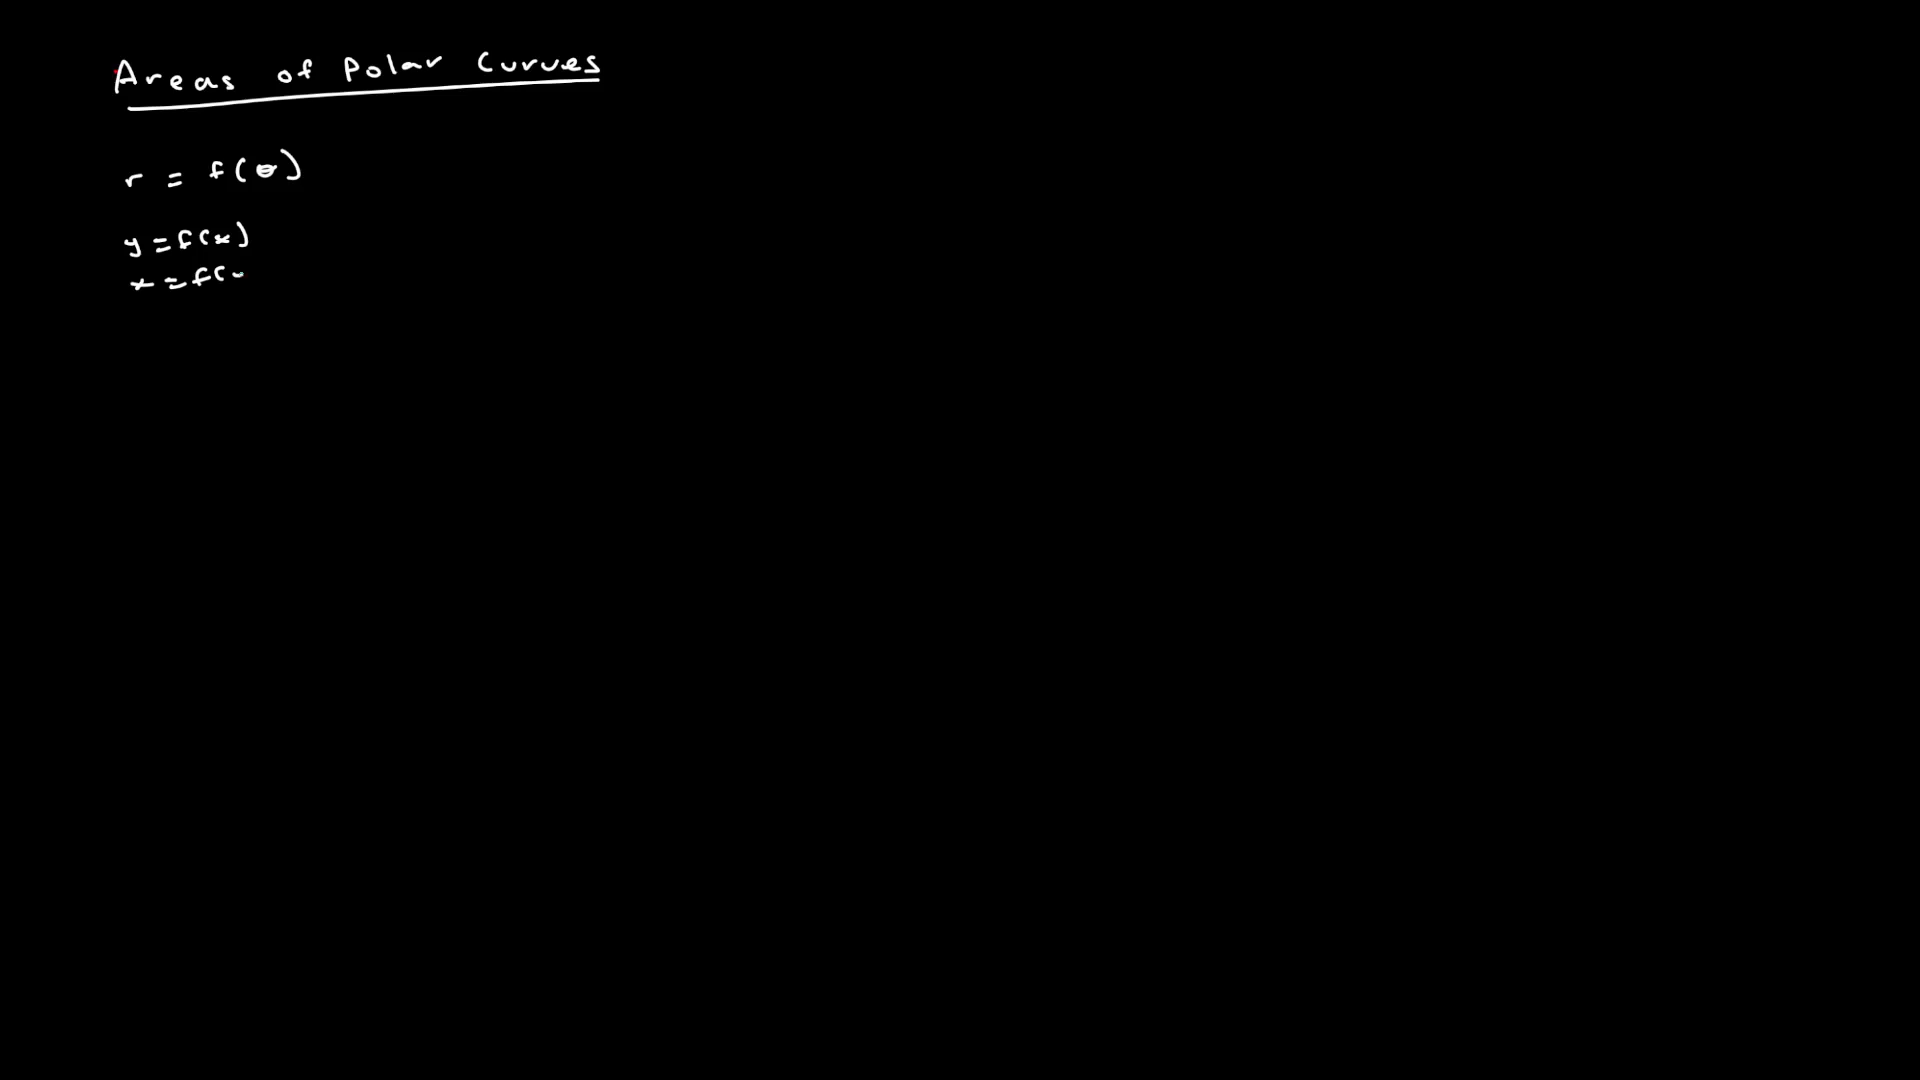 Areas of Polar Curves
r = f(θ)
y = f(x)
x = f(